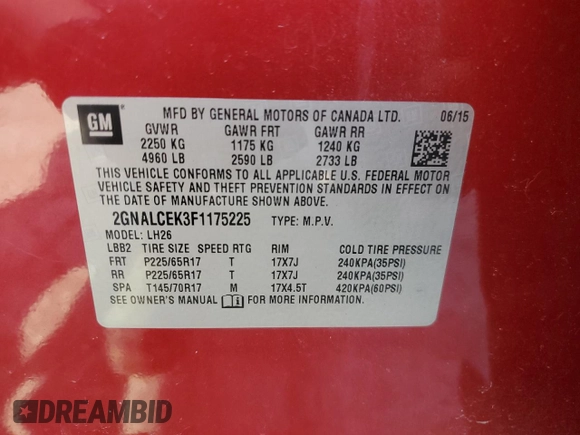 GM
MFD BY GENERAL MOTORS OF CANADA LTD. 06/15
GVWR GAWR FRT GAWR RR
2250 KG 1175 KG 1240 KG
4960 LB 2590 LB 2733 LB
THIS VEHICLE CONFORMS TO ALL APPLICABLE U.S. FEDERAL MOTOR
VEHICLE SAFETY AND THEFT PREVENTION STANDARDS IN EFFECT ON
THE DATE OF MANUFACTURE SHOWN ABOVE.
2GNALCEK3F1175225 TYPE: M.P.V.
MODEL: LH26
LBB2 TIRE SIZE SPEED RTG RIM COLD TIRE PRESSURE
FRT P225/65R17 T 17X7J 240KPA(35PSI)
RR P225/65R17 T 17X7J 240KPA(35PSI)
SPA T145/70R17 M 17X4.5T 420KPA(60PSI)
SEE OWNER'S MANUAL FOR MORE INFORMATION.
DREAMBID